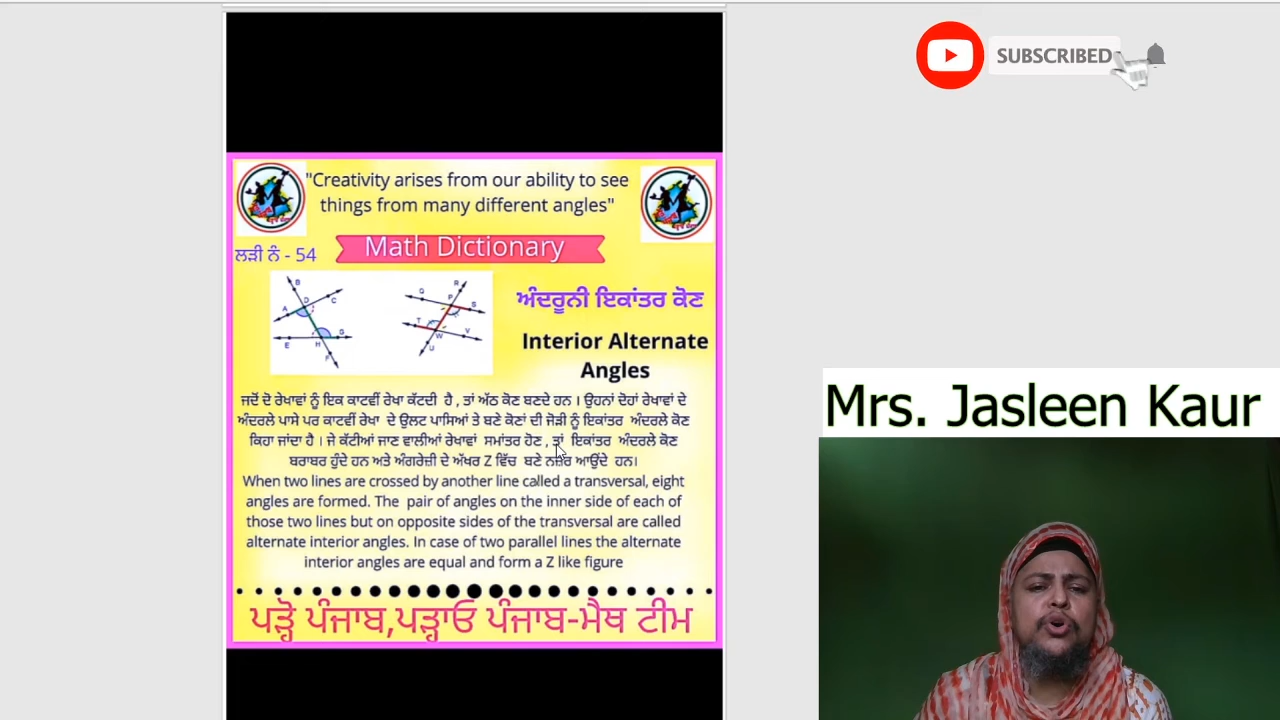 SUBSCRIBED
"Creativity arises from our ability to see
things from many different angles"
ਲੜੀ ਨੰ - 54
Math Dictionary
B
D
C
A
E
H
G
F
R
Q
P
S
T
W
V
U
ਅੰਦਰੂਨੀ ਇਕਾਂਤਰ ਕੋਣ
Interior Alternate
Angles
ਜਦੋਂ ਦੋ ਰੇਖਾਵਾਂ ਨੂੰ ਇਕ ਕਾਟਵੀਂ ਰੇਖਾ ਕੱਟਦੀ ਹੈ , ਤਾਂ ਅੱਠ ਕੋਣ ਬਣਦੇ ਹਨ । ਉਹਨਾਂ ਦੋਹਾਂ ਰੇਖਾਵਾਂ ਦੇ
ਅੰਦਰਲੇ ਪਾਸੇ ਪਰ ਕਾਟਵੀਂ ਰੇਖਾ ਦੇ ਉਲਟ ਪਾਸਿਆਂ ਤੇ ਬਣੇ ਕੋਣਾਂ ਦੀ ਜੋੜੀ ਨੂੰ ਇਕਾਂਤਰ ਅੰਦਰਲੇ ਕੋਣ
ਕਿਹਾ ਜਾਂਦਾ ਹੈ । ਜੇ ਕੱਟੀਆਂ ਜਾਣ ਵਾਲੀਆਂ ਰੇਖਾਵਾਂ ਸਮਾਂਤਰ ਹੋਣ , ਤਾਂ ਇਕਾਂਤਰ ਅੰਦਰਲੇ ਕੋਣ
ਬਰਾਬਰ ਹੁੰਦੇ ਹਨ ਅਤੇ ਅੰਗਰੇਜ਼ੀ ਦੇ ਅੱਖਰ Z ਵਿੱਚ ਬਣੇ ਨਜ਼ਰ ਆਉਂਦੇ ਹਨ।
When two lines are crossed by another line called a transversal, eight
angles are formed. The pair of angles on the inner side of each of
those two lines but on opposite sides of the transversal are called
alternate interior angles. In case of two parallel lines the alternate
interior angles are equal and form a Z like figure
ਪੜ੍ਹੋ ਪੰਜਾਬ,ਪੜ੍ਹਾਓ ਪੰਜਾਬ-ਮੈਥ ਟੀਮ
Mrs. Jasleen Kaur